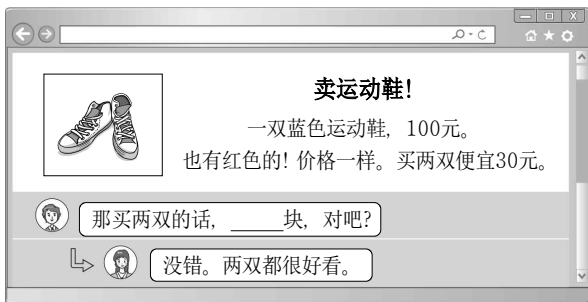 卖运动鞋!
一双蓝色运动鞋, 100元。
也有红色的! 价格一样。买两双便宜30元。
那买两双的话, _____块, 对吧?
没错。两双都很好看。